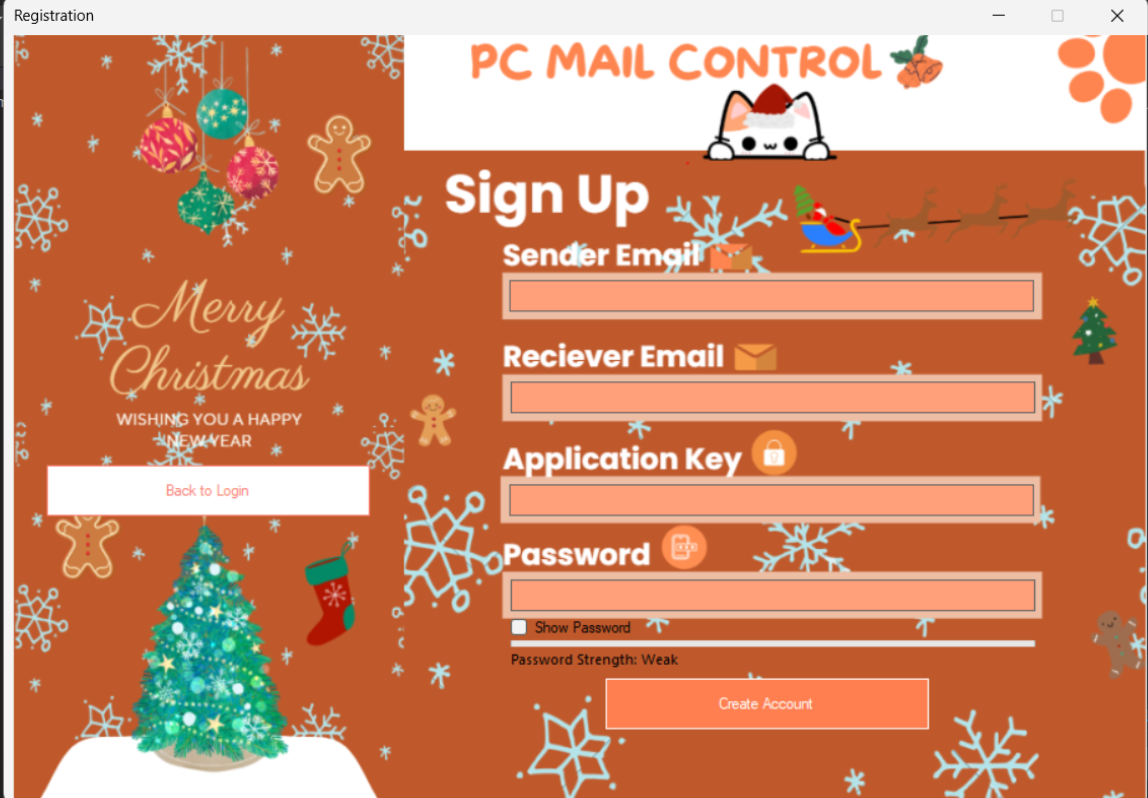 Registration
PC MAIL CONTROL
Sign Up
Sender Email
Reciever Email
Application Key
Password
Show Password
Password Strength: Weak
Create Account
Merry
Christmas
WISHING YOU A HAPPY
NEW YEAR
Back to Login